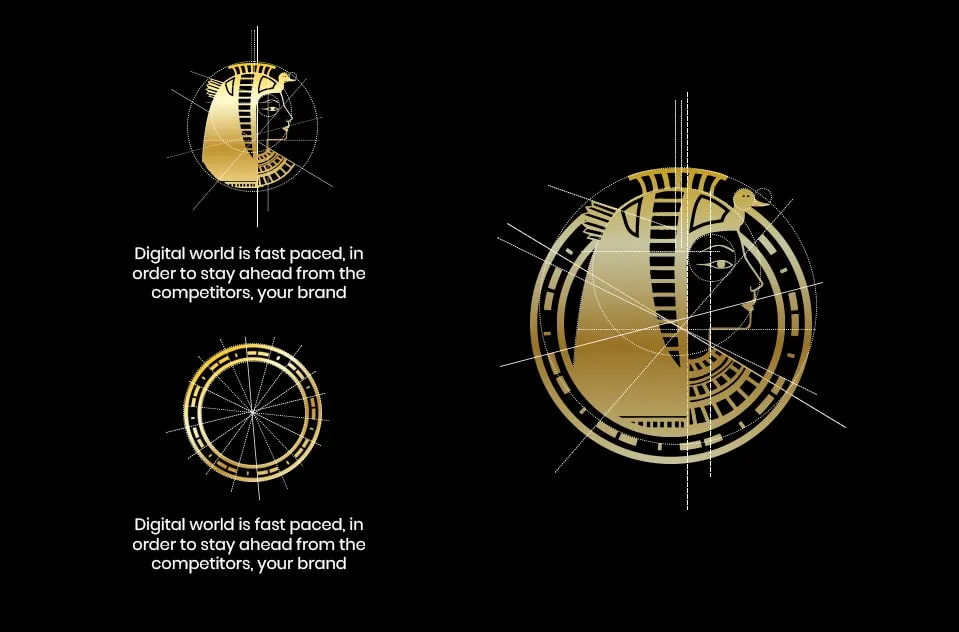 Digital world is fast paced, in
order to stay ahead from the
competitors, your brand
Digital world is fast paced, in
order to stay ahead from the
competitors, your brand